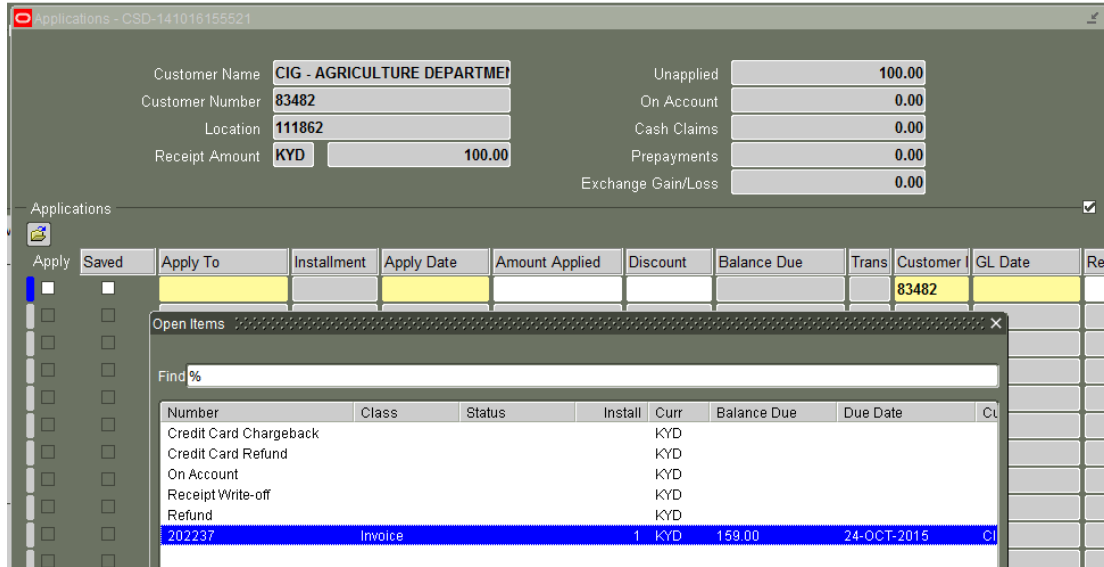 Applications - CSD-141016155521
Customer Name CIG - AGRICULTURE DEPARTMEN Unapplied 100.00
Customer Number 83482 On Account 0.00
Location 111862 Cash Claims 0.00
Receipt Amount KYD 100.00 Prepayments 0.00
Exchange Gain/Loss 0.00
Applications
Apply Saved Apply To Installment Apply Date Amount Applied Discount Balance Due Trans Customer GL Date Re
83482
Open Items
Find %
Number Class Status Install Curr Balance Due Due Date Cu
Credit Card Chargeback KYD
Credit Card Refund KYD
On Account KYD
Receipt Write-off KYD
Refund KYD
202237 Invoice 1 KYD 159.00 24-OCT-2015 CI